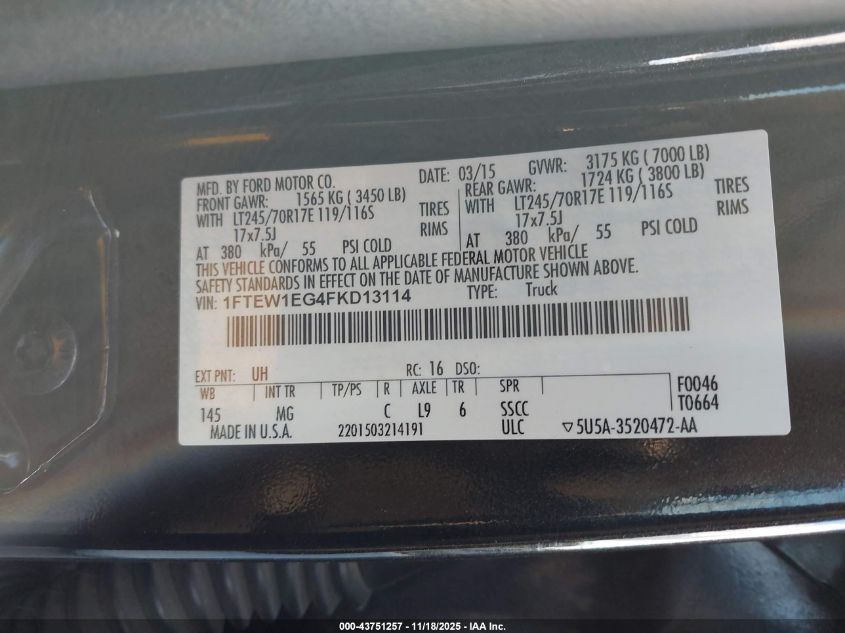 MFD. BY FORD MOTOR CO. DATE: 03/15 GVWR: 3175 KG ( 7000 LB)
FRONT GAWR: 1565 KG ( 3450 LB) REAR GAWR: 1724 KG ( 3800 LB)
WITH LT245/70R17E 119/116S TIRES WITH LT245/70R17E 119/116S TIRES
17x7.5J RIMS 17x7.5J RIMS
AT 380 kPa/ 55 PSI COLD AT 380 kPa/ 55 PSI COLD
THIS VEHICLE CONFORMS TO ALL APPLICABLE FEDERAL MOTOR VEHICLE
SAFETY STANDARDS IN EFFECT ON THE DATE OF MANUFACTURE SHOWN ABOVE.
VIN: 1FTEW1EG4FKD13114 TYPE: Truck
EXT PNT: UH RC: 16 DSO:
WB INT TR TP/PS R AXLE TR SPR F0046
145 MG C L9 6 SSCC T0664
MADE IN U.S.A. 2201503214191 ULC ▽5U5A-3520472-AA
000-43751257 - 11/18/2025 - IAA Inc.